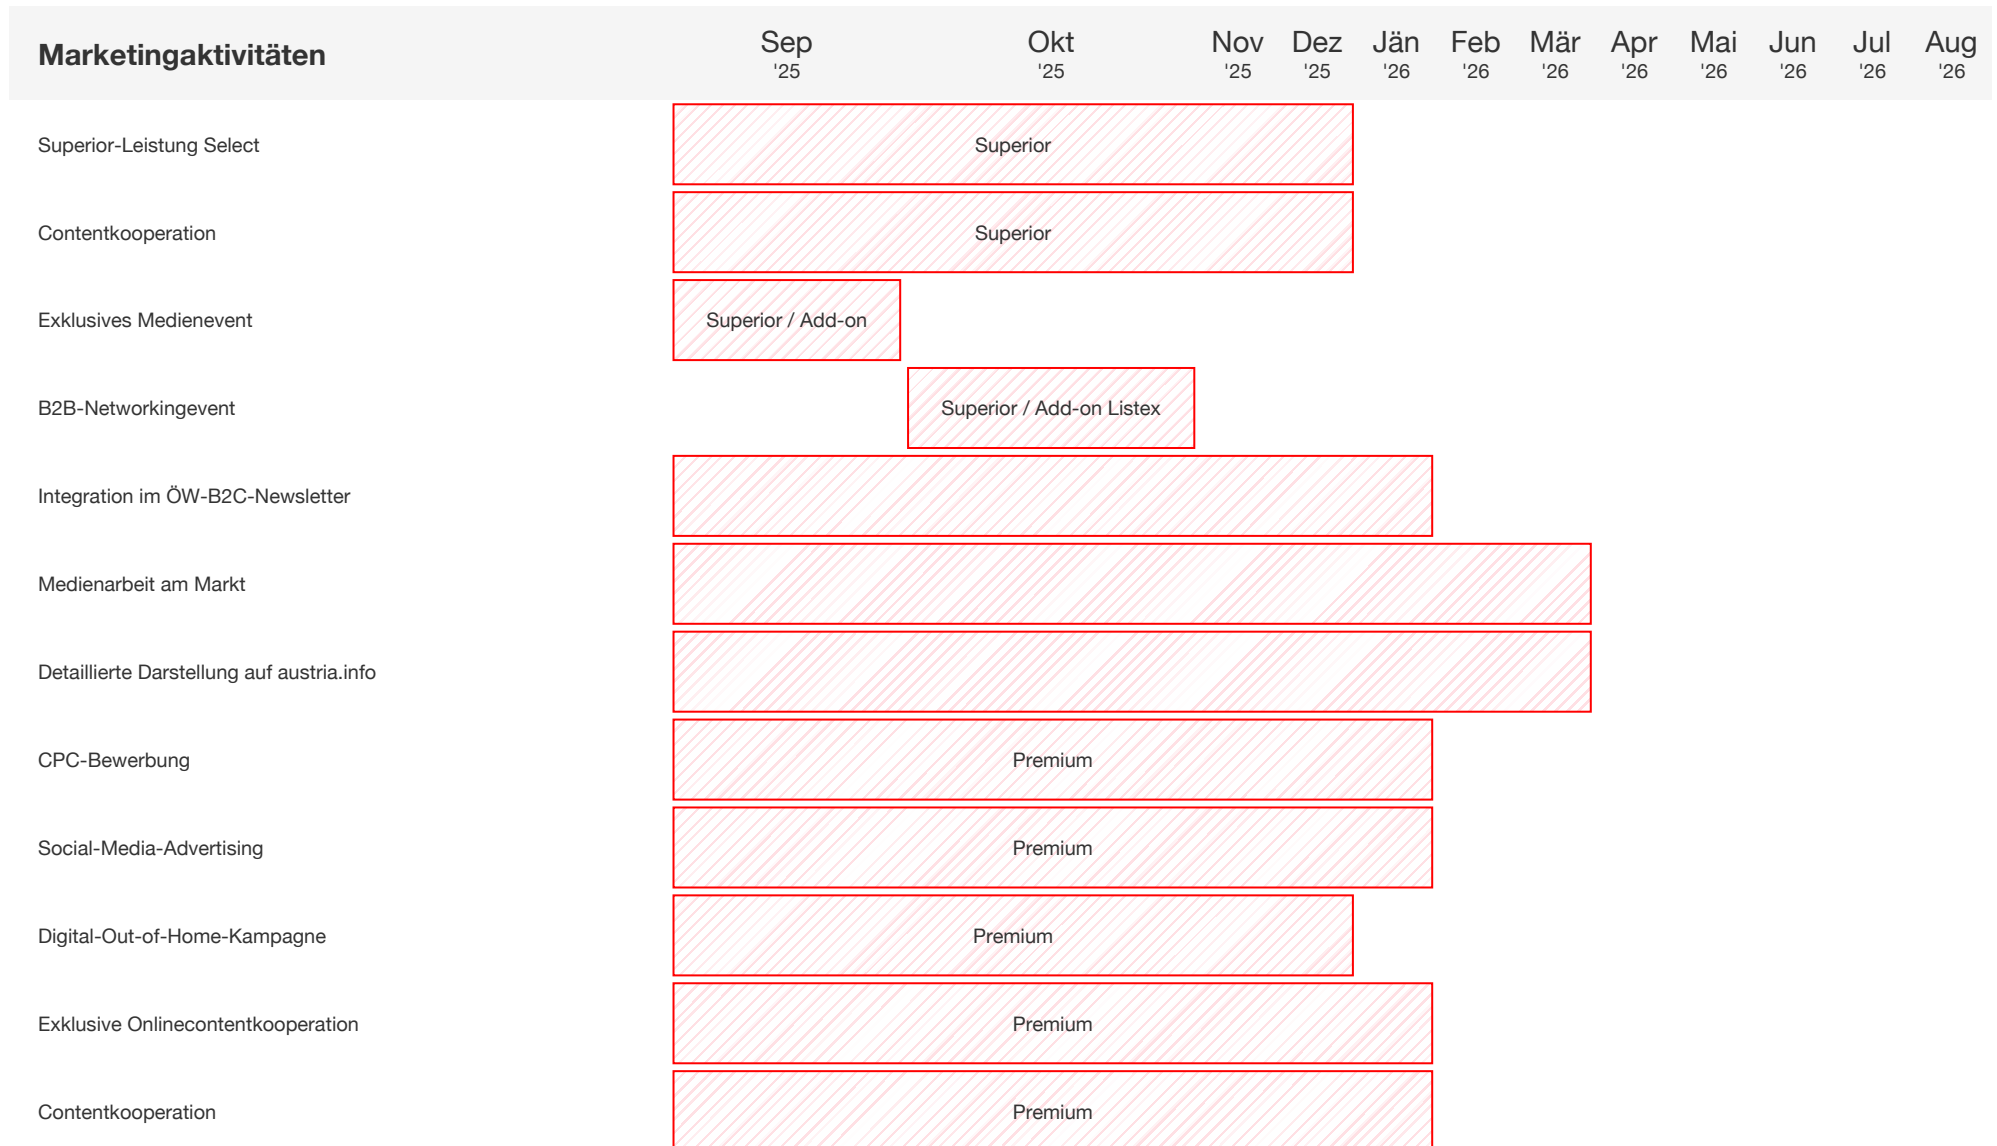 Marketingaktivitäten Sep Okt Nov Dez Jän Feb Mär Apr Mai Jun Jul Aug
'25 '25 '25 '25 '26 '26 '26 '26 '26 '26 '26 '26
Superior-Leistung Select Superior
Contentkooperation Superior
Exklusives Medienevent Superior / Add-on
B2B-Networkingevent Superior / Add-on Listex
Integration im ÖW-B2C-Newsletter
Medienarbeit am Markt
Detaillierte Darstellung auf austria.info
CPC-Bewerbung Premium
Social-Media-Advertising Premium
Digital-Out-of-Home-Kampagne Premium
Exklusive Onlinecontentkooperation Premium
Contentkooperation Premium